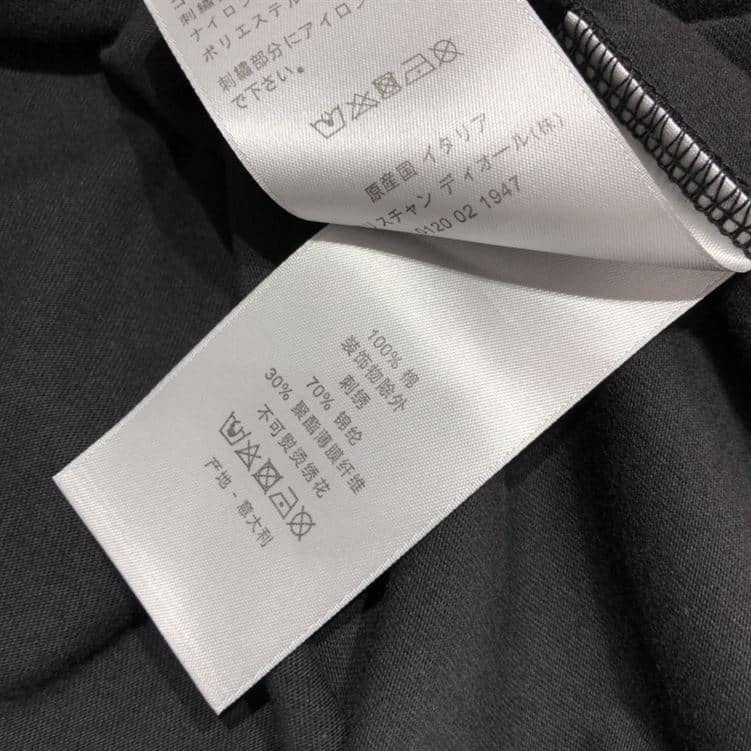 刺繍
ナイロン
ポリエステル
刺繍部分にアイロン
で下さい。
原産国 イタリア
リスチャン ディオール(株)
0120 02 1947
100% 棉
装饰物除外
刺绣
70% 锦纶
30% 聚酯薄膜纤维
不可熨烫绣花
产地 - 意大利